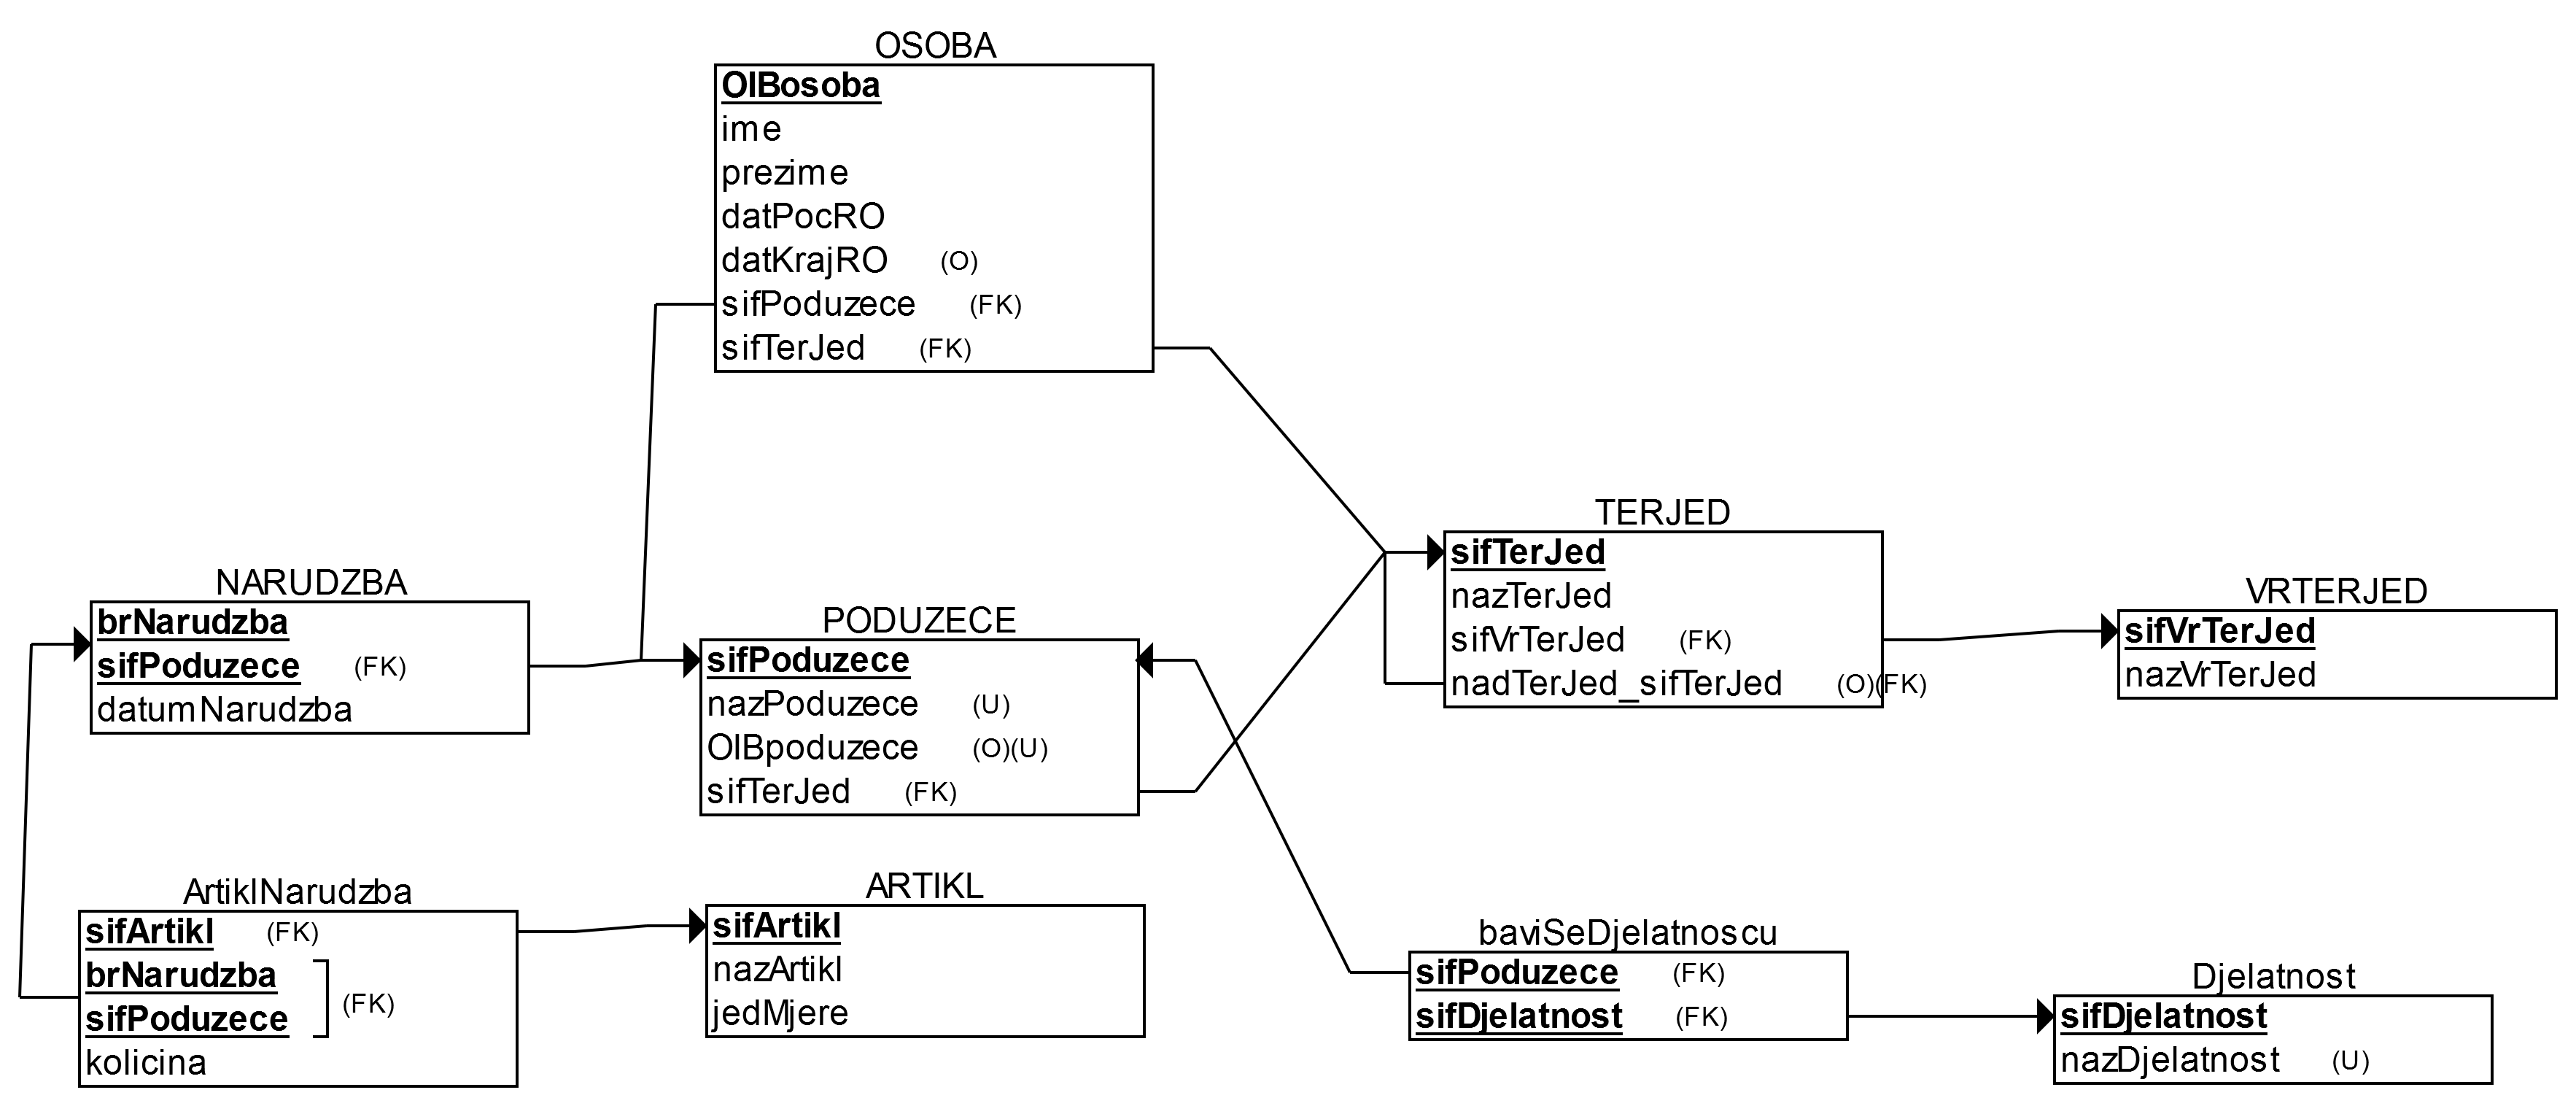 OSOBA
OIBosoba
ime
prezime
datPocRO
datKrajRO (O)
sifPoduzece (FK)
sifTerJed (FK)
NARUDZBA
brNarudzba
sifPoduzece (FK)
datumNarudzba
PODUZECE
sifPoduzece
nazPoduzece (U)
OIBpoduzece (O)(U)
sifTerJed (FK)
TERJED
sifTerJed
nazTerJed
sifVrTerJed (FK)
nadTerJed_sifTerJed (O)(FK)
VRTERJED
sifVrTerJed
nazVrTerJed
ArtiklNarudzba
sifArtikl (FK)
brNarudzba
sifPoduzece
(FK)
kolicina
ARTIKL
sifArtikl
nazArtikl
jedMjere
baviSeDjelatnoscu
sifPoduzece (FK)
sifDjelatnost (FK)
Djelatnost
sifDjelatnost
nazDjelatnost (U)